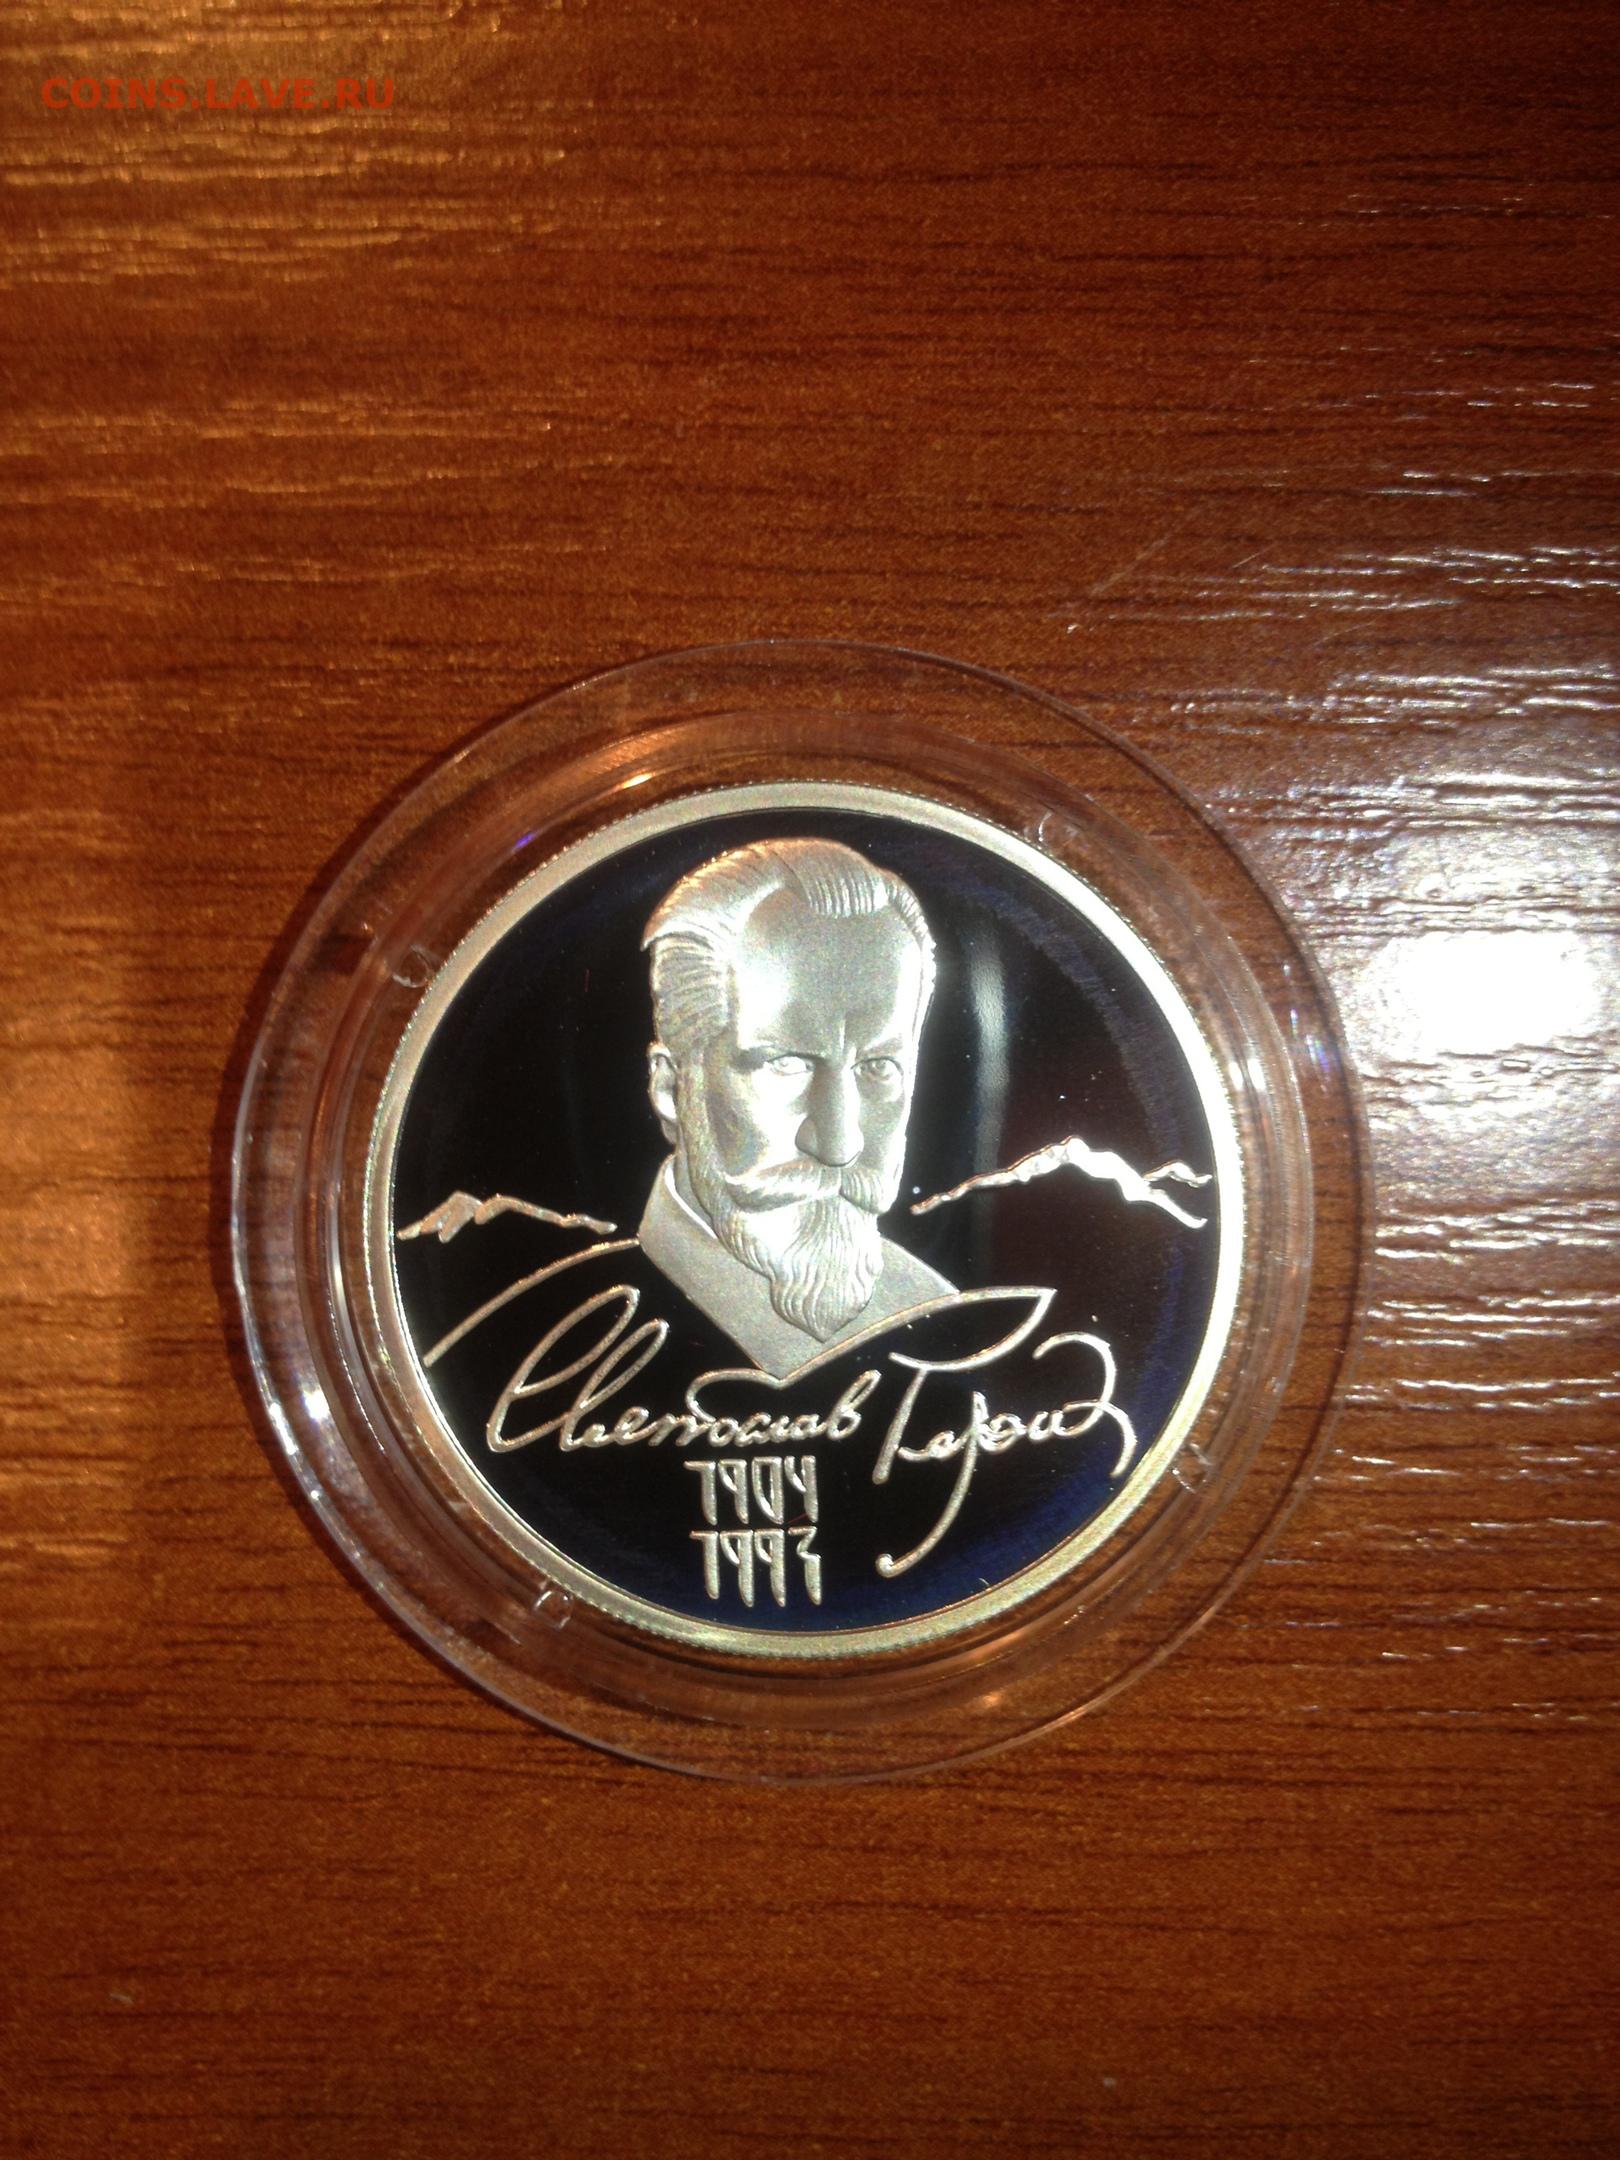 COINS.LAVE.RU
Святослав Рерих
1904
1993